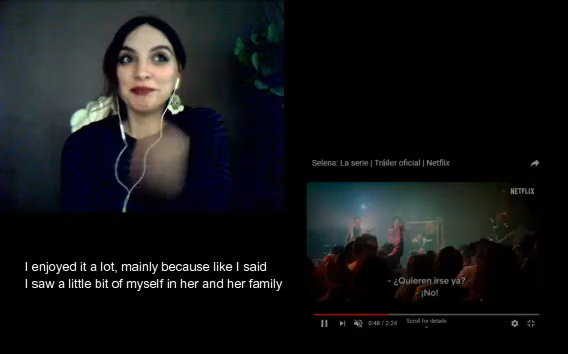 Selena: La serie | Tráiler oficial | Netflix
NETFLIX
- ¿Quieren irse ya?
¡No!
0:48 / 2:24
Scroll for details
I enjoyed it a lot, mainly because like I said
I saw a little bit of myself in her and her family